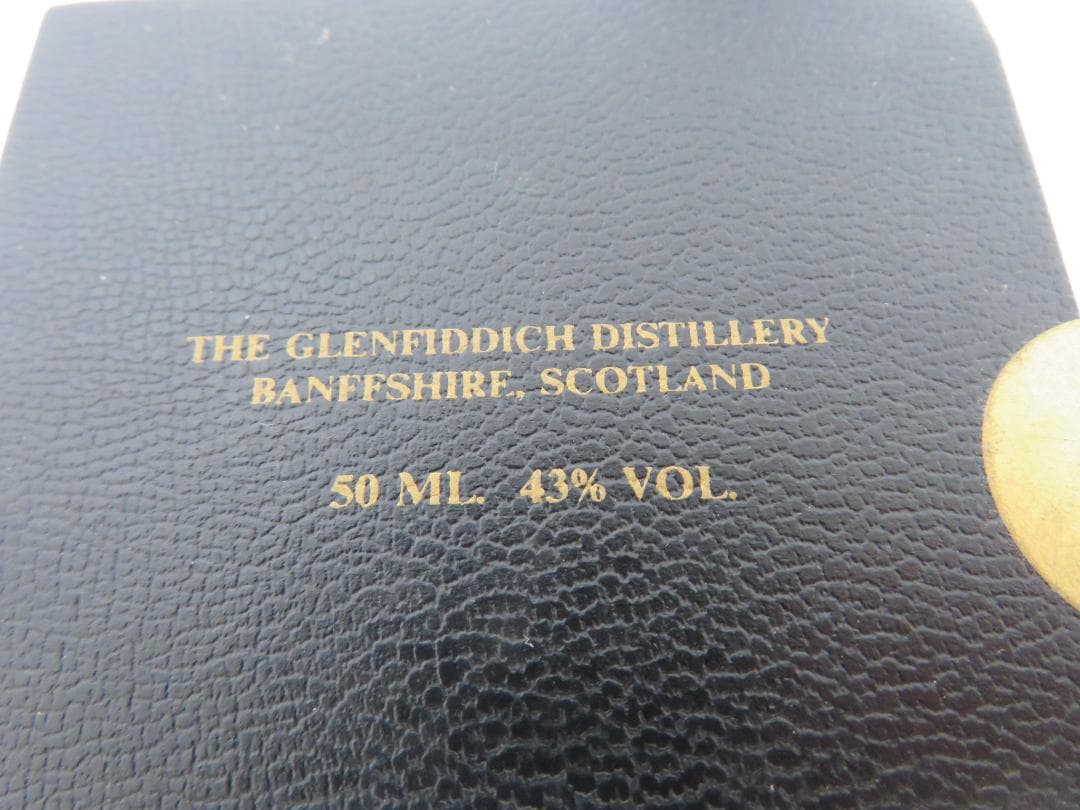 THE GLENFIDDICH DISTILLERY
BANFFSHIRE, SCOTLAND
50 ML. 43% VOL.